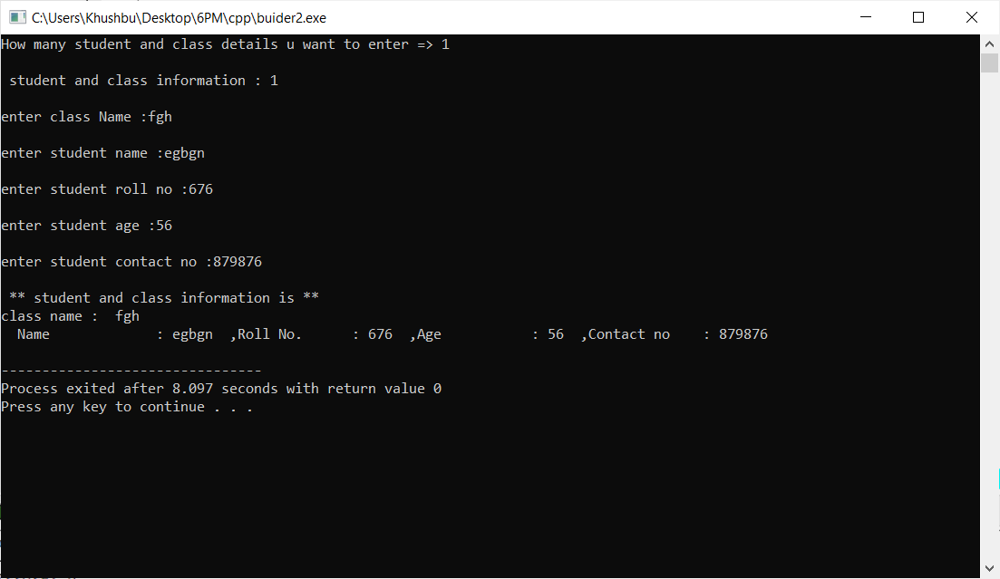 C:\Users\Khushbu\Desktop\6PM\cpp\buider2.exe
How many student and class details u want to enter => 1
student and class information : 1
enter class Name :fgh
enter student name :egbgn
enter student roll no :676
enter student age :56
enter student contact no :879876
** student and class information is **
class name :  fgh
Name             : egbgn  ,Roll No.      : 676  ,Age           : 56  ,Contact no    : 879876
--------------------------------
Process exited after 8.097 seconds with return value 0
Press any key to continue . . .